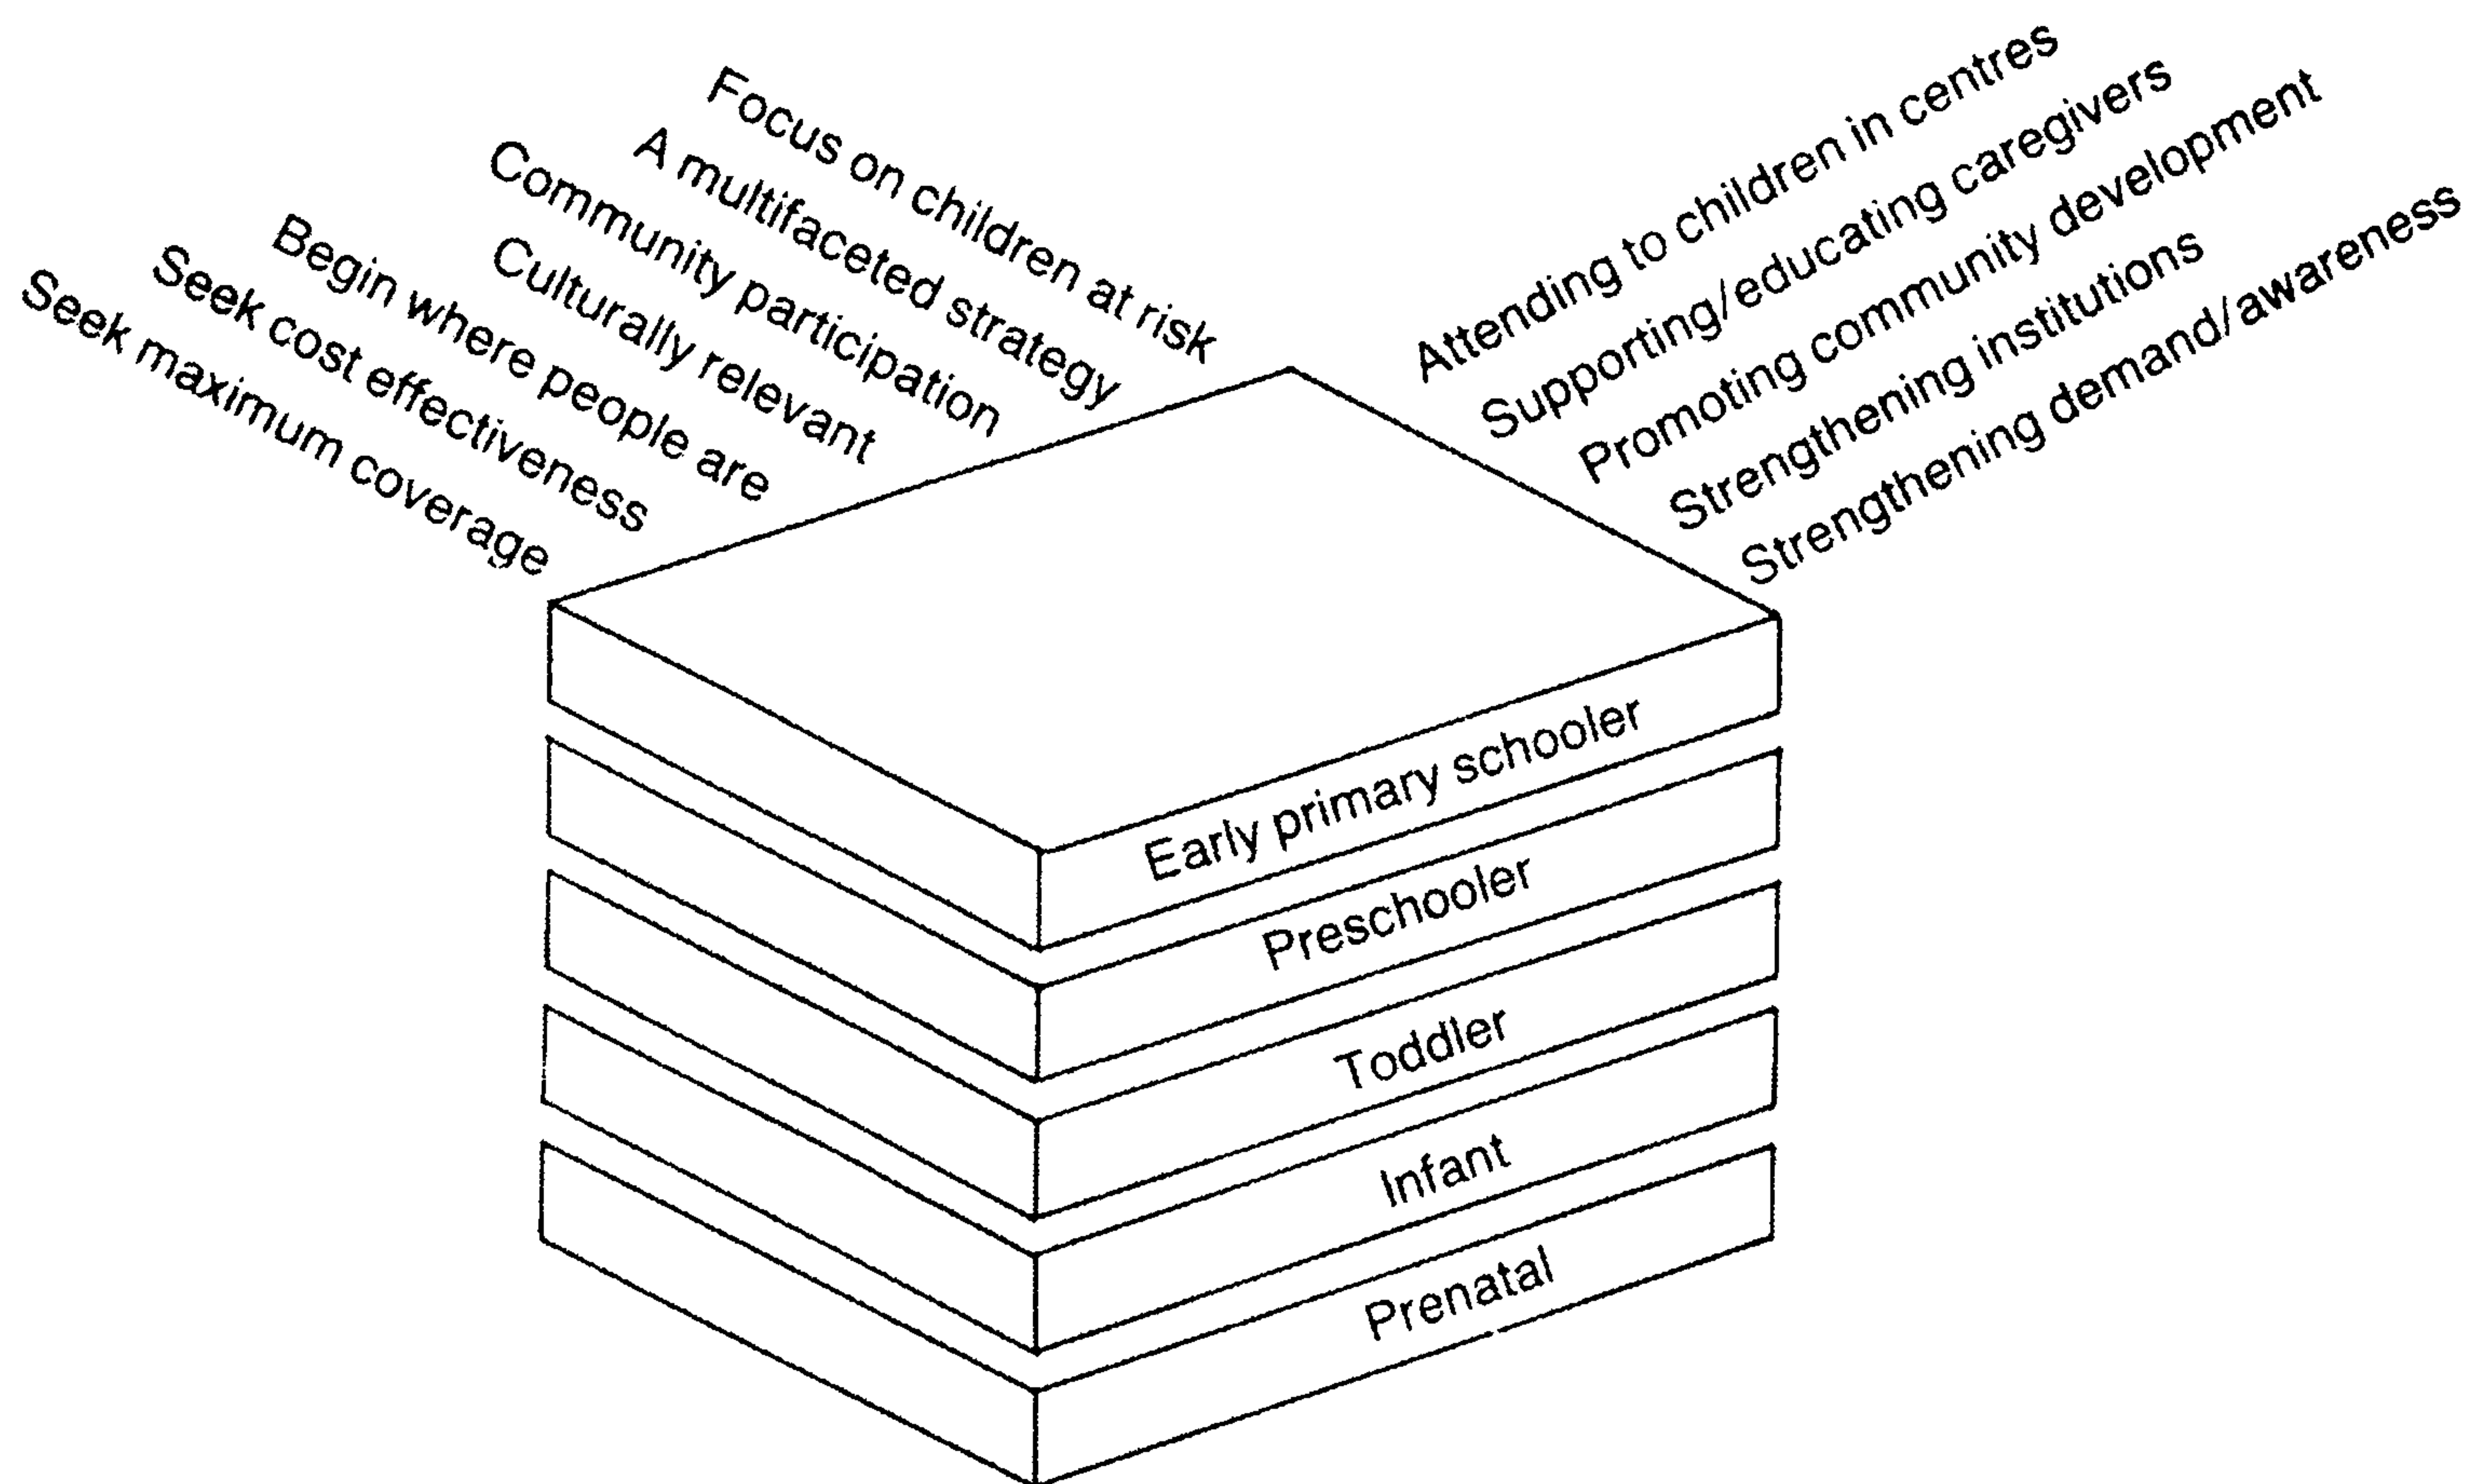 Focus on children at risk
A multifaceted strategy
Community participation
Culturally relevant
Begin where people are
Seek cost effectiveness
Seek maximum coverage
Attending to children in centres
Supporting/educating caregivers
Promoting community development
Strengthening institutions
Strengthening demand/awareness
Early primary schooler
Preschooler
Toddler
Infant
Prenatal